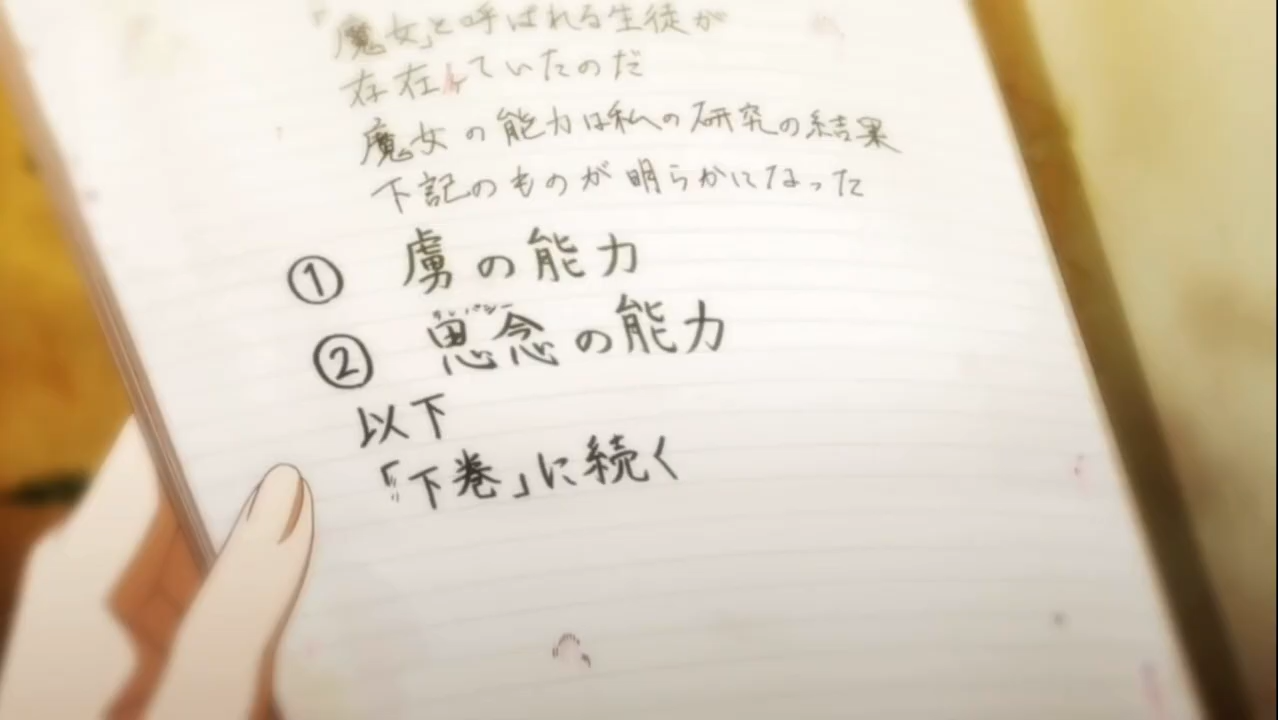 「魔女」と呼ばれる生徒が
存在していたのだ
魔女の能力は私の研究の結果
下記のものが明らかになった
① 虜の能力
② 思念の能力
以下
「下巻」に続く